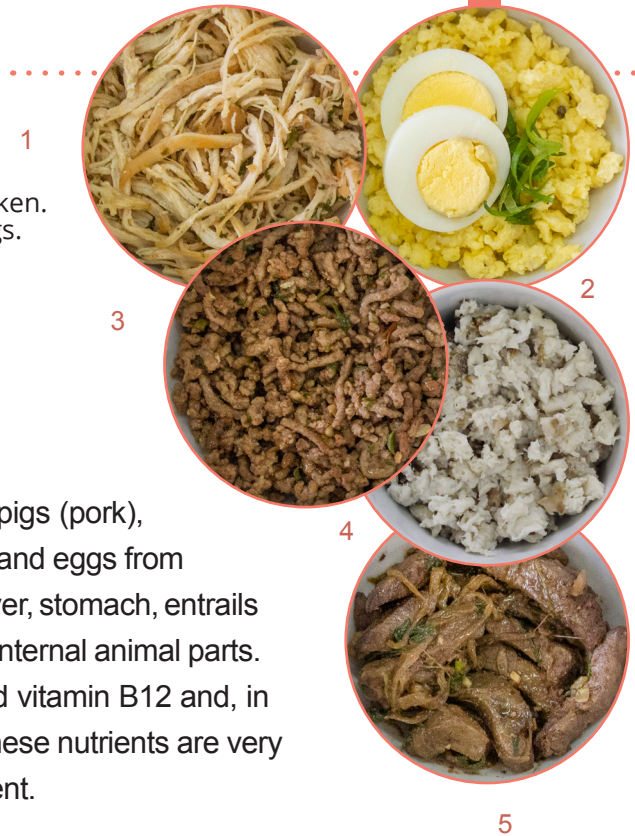 1
ken.
gs.
2
3
pigs (pork),
4
and eggs from
ver, stomach, entrails
nternal animal parts.
d vitamin B12 and, in
hese nutrients are very
ent.
5